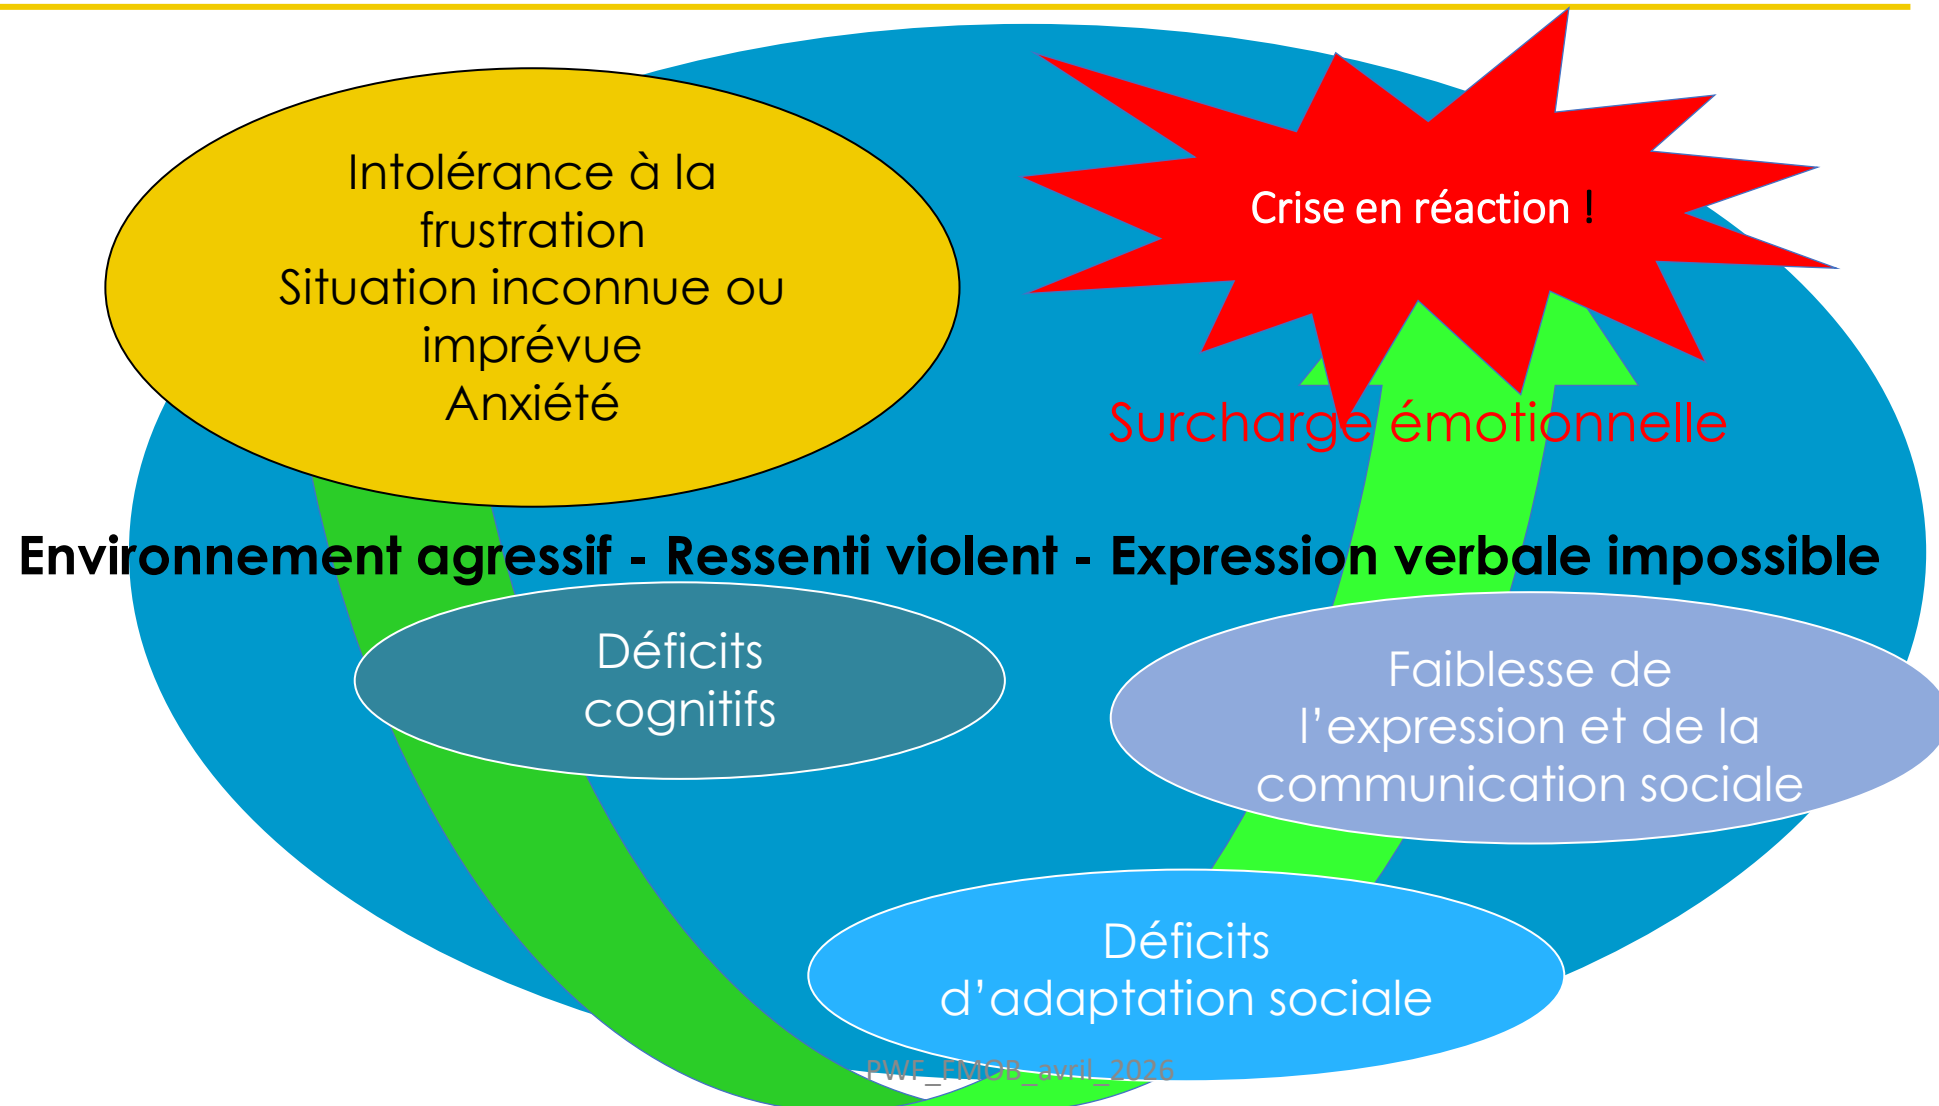 Intolérance à la
frustration
Situation inconnue ou
imprévue
Anxiété
Crise en réaction !
Surcharge émotionnelle
Environnement agressif - Ressenti violent - Expression verbale impossible
Déficits
cognitifs
Faiblesse de
l’expression et de la
communication sociale
Déficits
d’adaptation sociale
PWF_FMOB_avril_2026